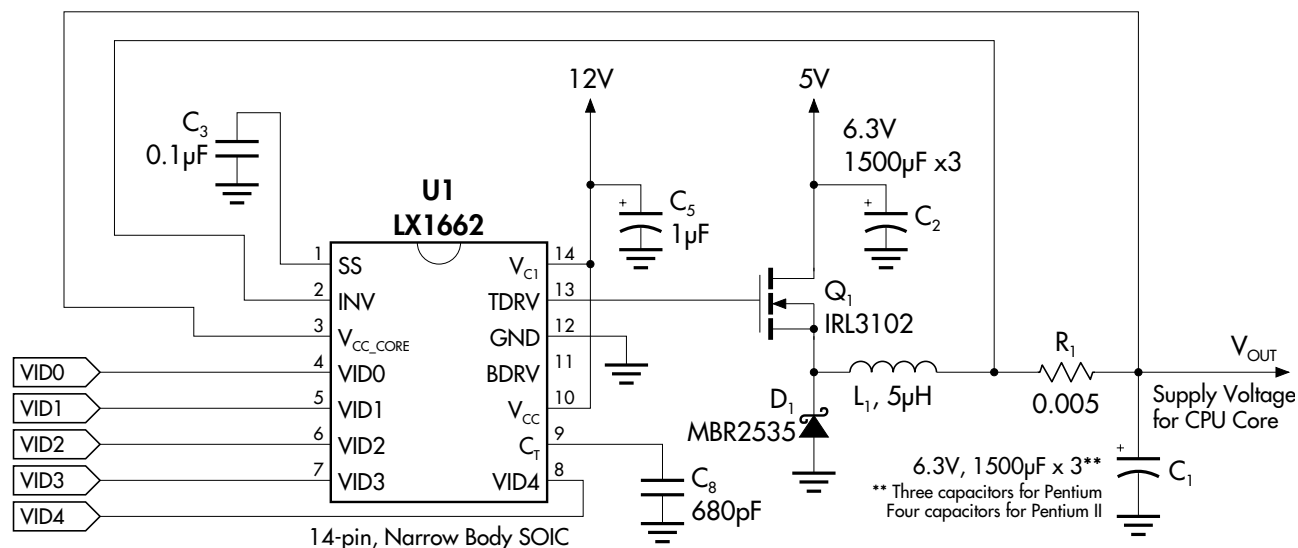 12V
5V
C3
0.1µF
6.3V
1500µF x3
U1
LX1662
C5
1µF
C2
1
SS
2
INV
3
VCC_CORE
4
VID0
5
VID1
6
VID2
7
VID3
14
VC1
13
TDRV
12
GND
11
BDRV
10
VCC
9
CT
8
VID4
VID0
VID1
VID2
VID3
VID4
Q1
IRL3102
L1, 5µH
D1
MBR2535
R1
0.005
VOUT
Supply Voltage
for CPU Core
C8
680pF
6.3V, 1500µF x 3**
** Three capacitors for Pentium
Four capacitors for Pentium II
+
+
+
C1
14-pin, Narrow Body SOIC